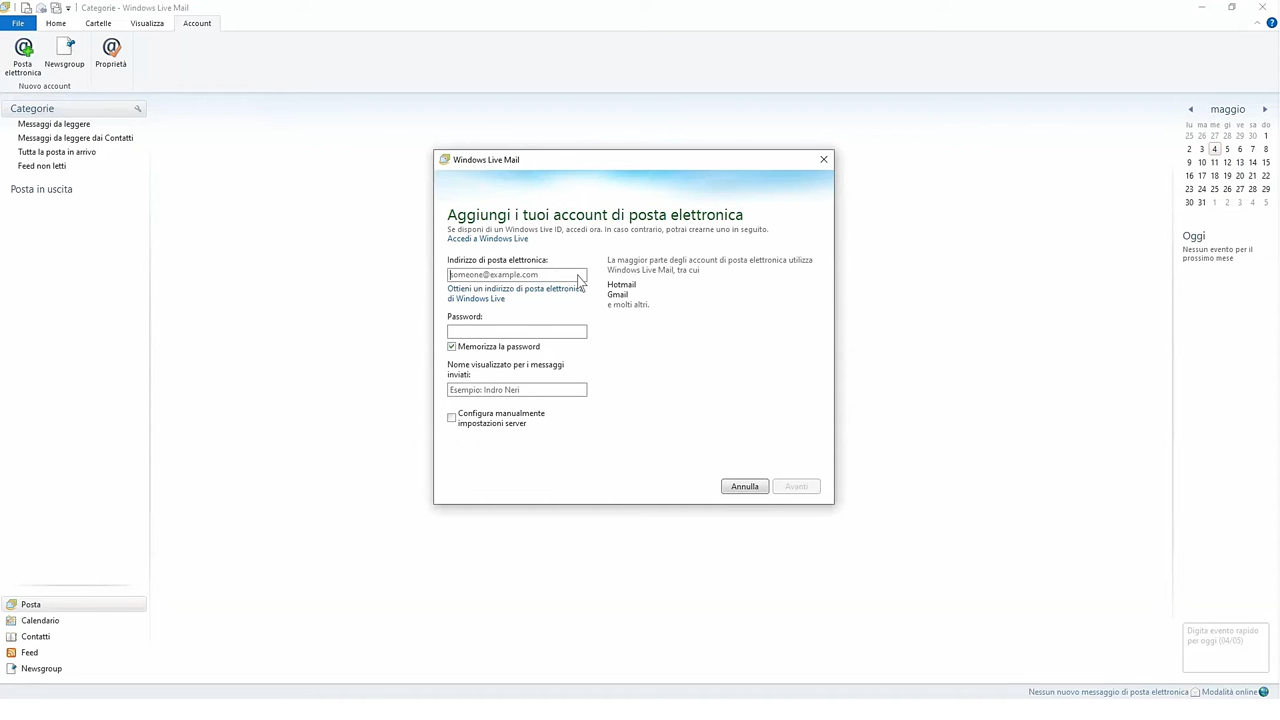 Categorie - Windows Live Mail
File Home Cartelle Visualizza Account
Posta elettronica
Newsgroup
Proprietà
Nuovo account
Categorie
Messaggi da leggere
Messaggi da leggere dai Contatti
Tutta la posta in arrivo
Feed non letti
Posta in uscita
Windows Live Mail
Aggiungi i tuoi account di posta elettronica
Se disponi di un Windows Live ID, accedi ora. In caso contrario, potrai crearne uno in seguito.
Accedi a Windows Live
Indirizzo di posta elettronica:
someone@example.com
Ottieni un indirizzo di posta elettronica
di Windows Live
Password:
Memorizza la password
Nome visualizzato per i messaggi
inviati:
Esempio: Indro Neri
Configura manualmente
impostazioni server
La maggior parte degli account di posta elettronica utilizza
Windows Live Mail, tra cui
Hotmail
Gmail
e molti altri.
Annulla Avanti
maggio
lu ma me gi ve sa do
25 26 27 28 29 30 1
2 3 4 5 6 7 8
9 10 11 12 13 14 15
16 17 18 19 20 21 22
23 24 25 26 27 28 29
30 31 1 2 3 4 5
Oggi
Nessun evento per il
prossimo mese
Posta
Calendario
Contatti
Feed
Newsgroup
Digita evento rapido
per oggi (04/05)
Nessun nuovo messaggio di posta elettronica Modalità online